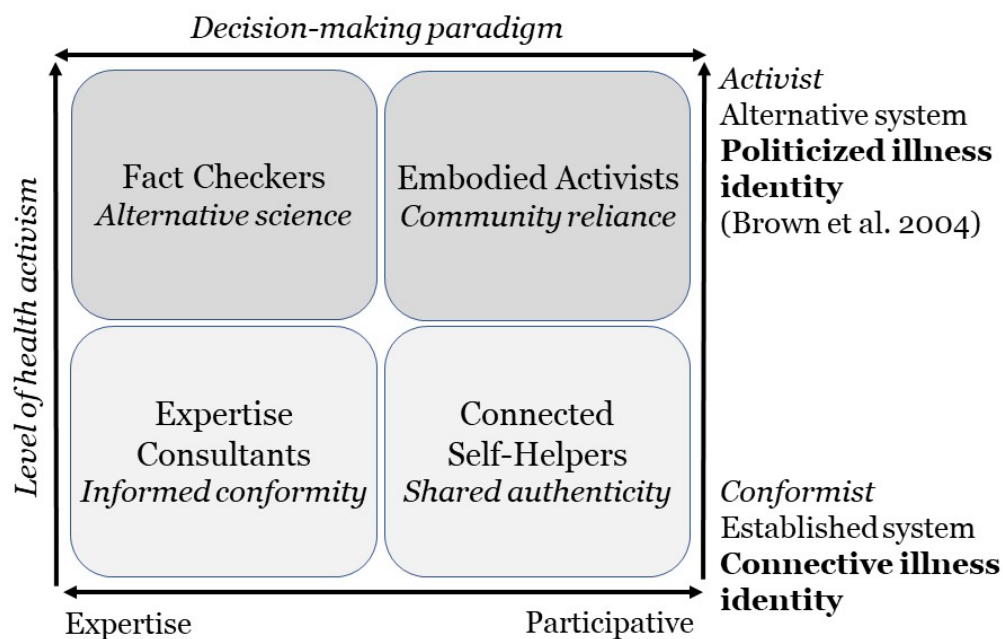 Decision-making paradigm
Level of health activism
Fact Checkers
Alternative science
Embodied Activists
Community reliance
Activist
Alternative system
Politicized illness
identity
(Brown et al. 2004)
Expertise
Consultants
Informed conformity
Connected
Self-Helpers
Shared authenticity
Conformist
Established system
Connective illness
identity
Expertise
Participative